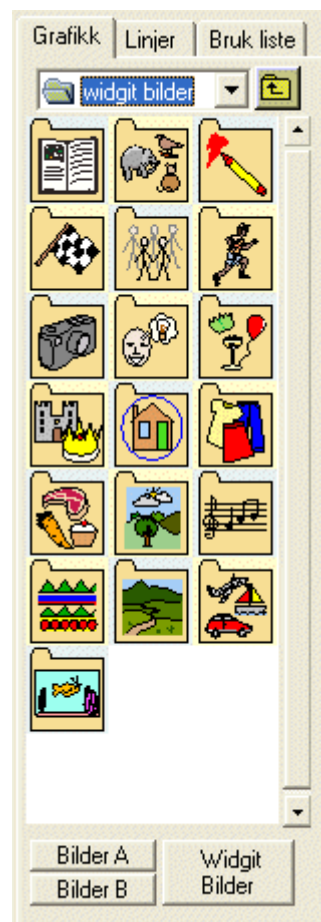 Grafikk Linjer Bruk liste
widgit bilder
Bilder A
Bilder B
Widgit
Bilder